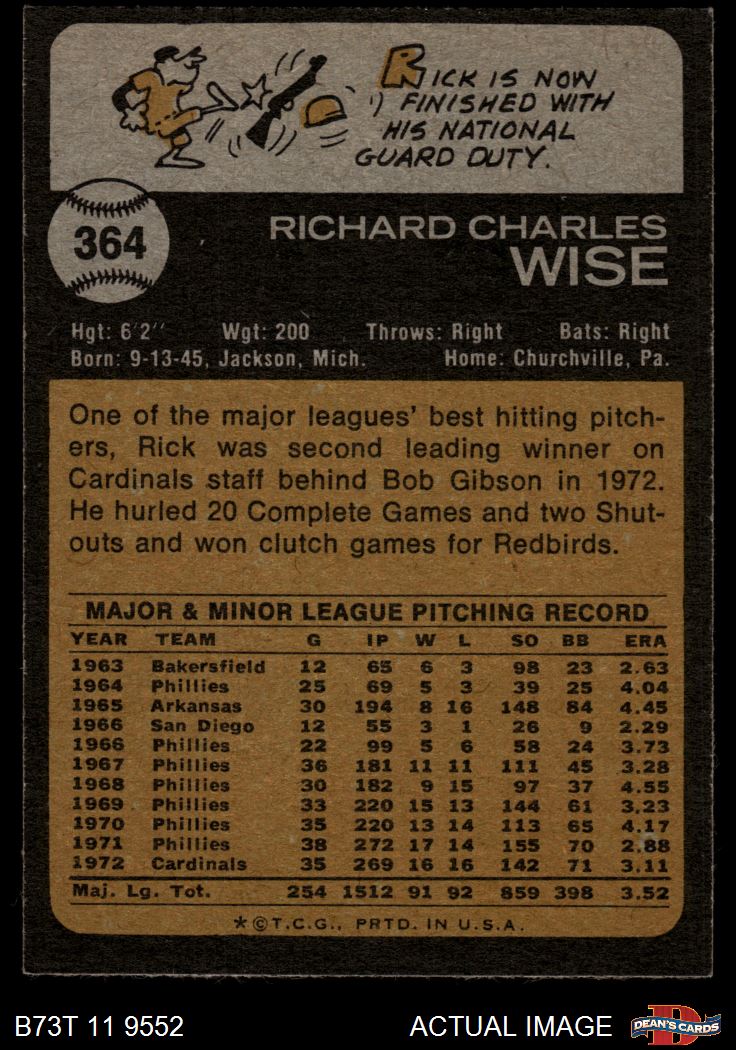 RICK IS NOW
FINISHED WITH
HIS NATIONAL
GUARD DUTY.
364
RICHARD CHARLES
WISE
Hgt: 6'2" Wgt: 200 Throws: Right Bats: Right
Born: 9-13-45, Jackson, Mich. Home: Churchville, Pa.
One of the major leagues' best hitting pitch-
ers, Rick was second leading winner on
Cardinals staff behind Bob Gibson in 1972.
He hurled 20 Complete Games and two Shut-
outs and won clutch games for Redbirds.
MAJOR & MINOR LEAGUE PITCHING RECORD
YEAR TEAM G IP W L SO BB ERA
1963 Bakersfield 12 65 6 3 98 23 2.63
1964 Phillies 25 69 5 3 39 25 4.04
1965 Arkansas 30 194 8 16 148 84 4.45
1966 San Diego 12 55 3 1 26 9 2.29
1966 Phillies 22 99 5 6 58 24 3.73
1967 Phillies 36 181 11 11 111 45 3.28
1968 Phillies 30 182 9 15 97 37 4.55
1969 Phillies 33 220 15 13 144 61 3.23
1970 Phillies 35 220 13 14 113 65 4.17
1971 Phillies 38 272 17 14 155 70 2.88
1972 Cardinals 35 269 16 16 142 71 3.11
Maj. Lg. Tot. 254 1512 91 92 859 398 3.52
*©T.C.G., PRTD. IN U.S.A.
B73T 11 9552 ACTUAL IMAGE D DEAN'S CARDS